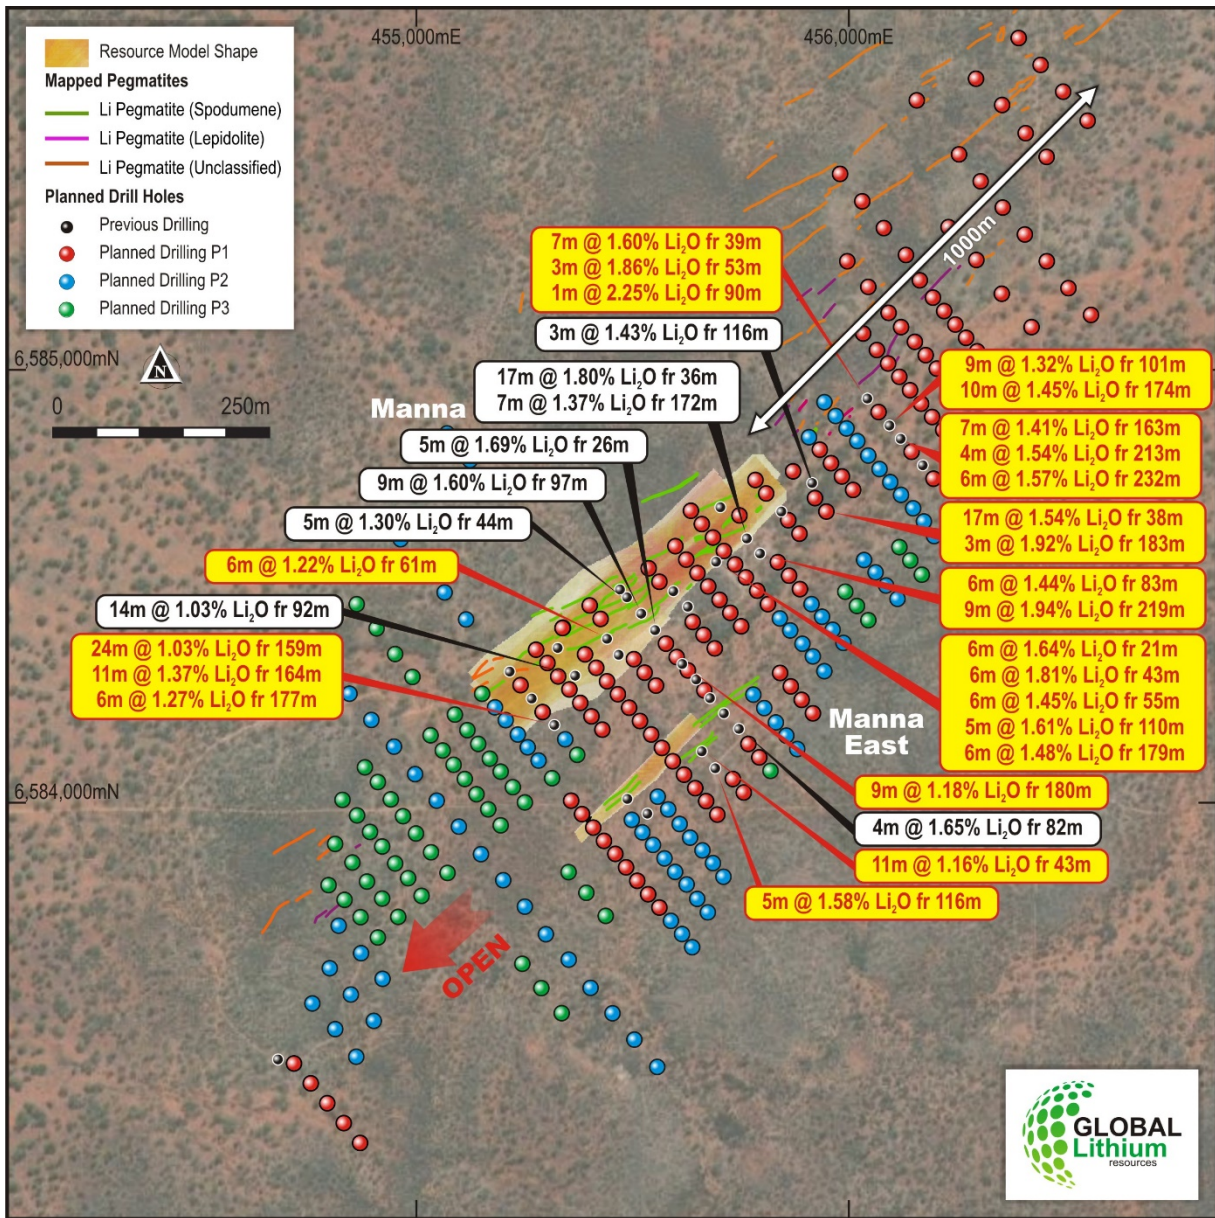 455,000mE
456,000mE
Resource Model Shape
Mapped Pegmatites
Li Pegmatite (Spodumene)
Li Pegmatite (Lepidolite)
Li Pegmatite (Unclassified)
Planned Drill Holes
Previous Drilling
Planned Drilling P1
Planned Drilling P2
Planned Drilling P3
6,585,000mN
N
0 250m
1000m
7m @ 1.60% Li₂O fr 39m
3m @ 1.86% Li₂O fr 53m
1m @ 2.25% Li₂O fr 90m
3m @ 1.43% Li₂O fr 116m
17m @ 1.80% Li₂O fr 36m
7m @ 1.37% Li₂O fr 172m
Manna
5m @ 1.69% Li₂O fr 26m
9m @ 1.60% Li₂O fr 97m
5m @ 1.30% Li₂O fr 44m
6m @ 1.22% Li₂O fr 61m
14m @ 1.03% Li₂O fr 92m
24m @ 1.03% Li₂O fr 159m
11m @ 1.37% Li₂O fr 164m
6m @ 1.27% Li₂O fr 177m
9m @ 1.32% Li₂O fr 101m
10m @ 1.45% Li₂O fr 174m
7m @ 1.41% Li₂O fr 163m
4m @ 1.54% Li₂O fr 213m
6m @ 1.57% Li₂O fr 232m
17m @ 1.54% Li₂O fr 38m
3m @ 1.92% Li₂O fr 183m
6m @ 1.44% Li₂O fr 83m
9m @ 1.94% Li₂O fr 219m
6m @ 1.64% Li₂O fr 21m
6m @ 1.81% Li₂O fr 43m
6m @ 1.45% Li₂O fr 55m
5m @ 1.61% Li₂O fr 110m
6m @ 1.48% Li₂O fr 179m
Manna
East
9m @ 1.18% Li₂O fr 180m
4m @ 1.65% Li₂O fr 82m
11m @ 1.16% Li₂O fr 43m
5m @ 1.58% Li₂O fr 116m
6,584,000mN
OPEN
GLOBAL
Lithium
resources